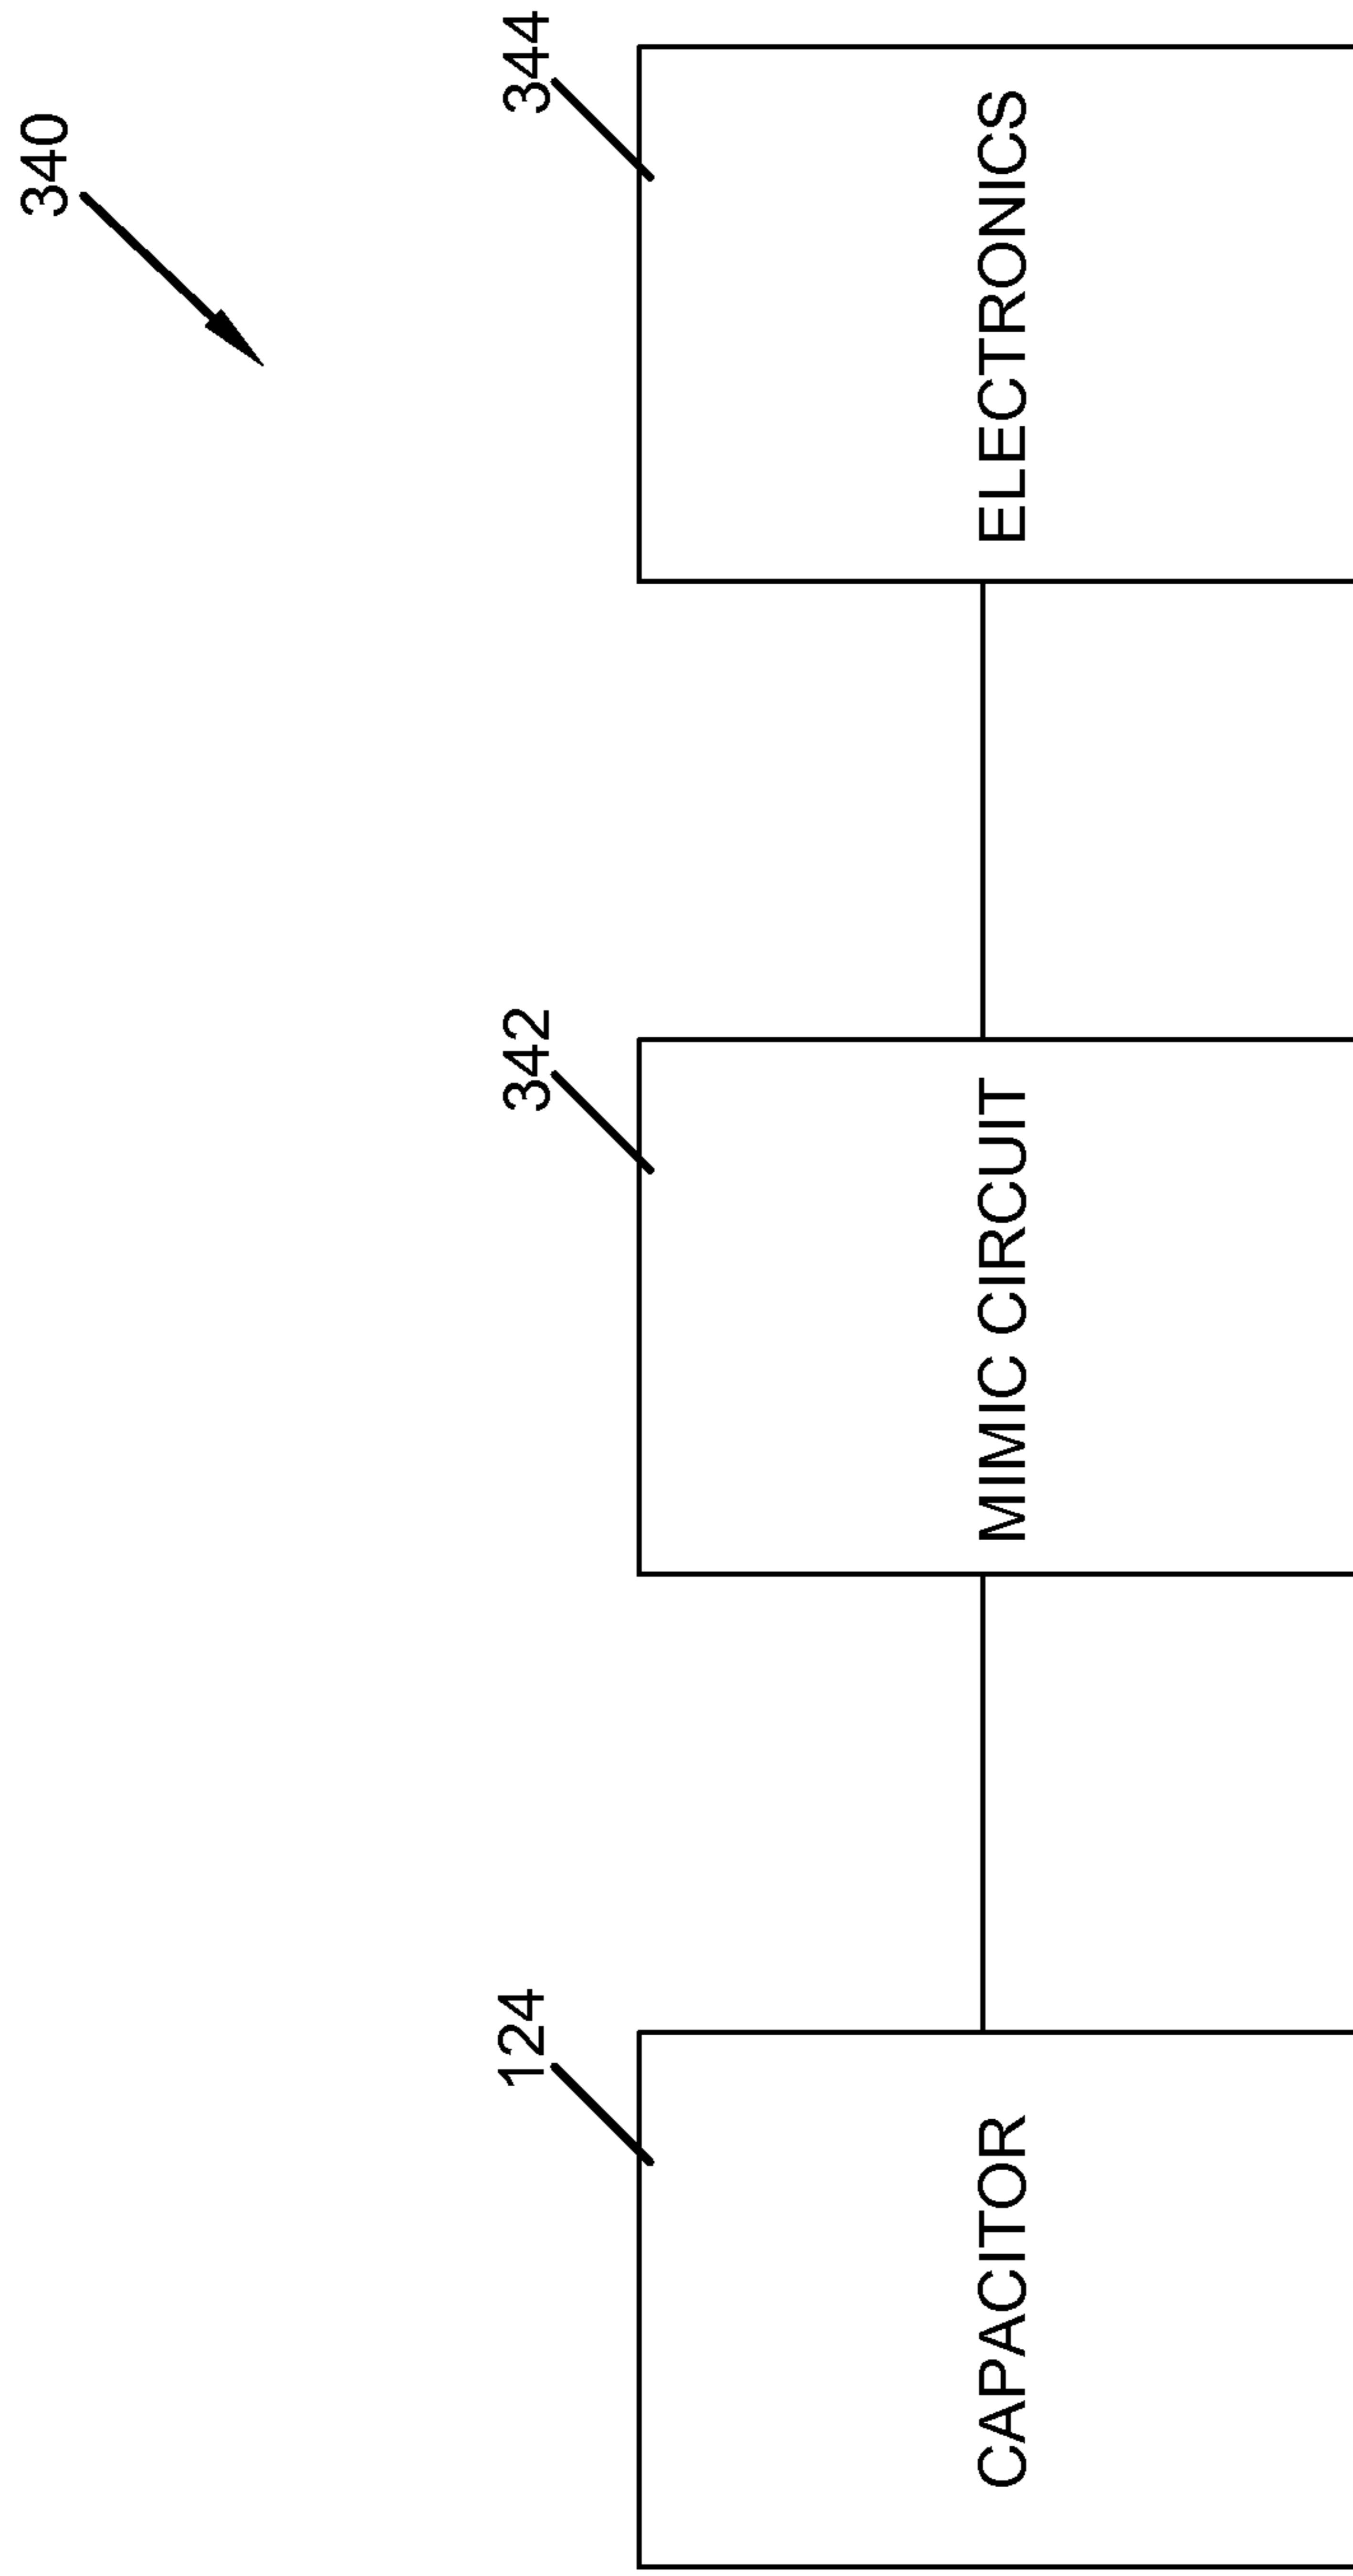 340
124
342
344
CAPACITOR
MIMIC CIRCUIT
ELECTRONICS